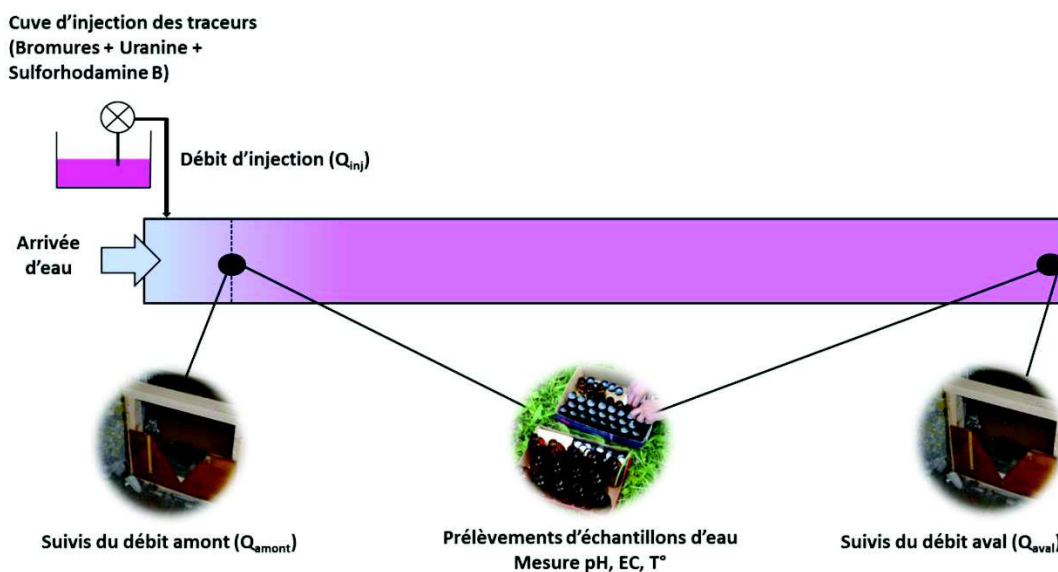 Cuve d’injection des traceurs
(Bromures + Uranine +
Sulforhodamine B)
Débit d’injection (Qinj)
Arrivée
d’eau
Suivis du débit amont (Qamont)
Prélèvements d’échantillons d’eau
Mesure pH, EC, T°
Suivis du débit aval (Qaval)